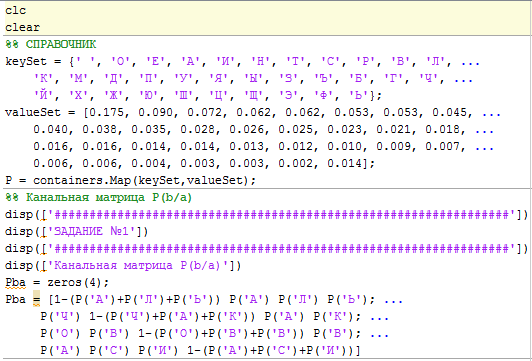 clc
clear
%% СПРАВОЧНИК
keySet = {' ', 'О', 'Е', 'А', 'И', 'Н', 'Т', 'С', 'Р', 'В', 'Л', ...
'К', 'М', 'Д', 'П', 'У', 'Я', 'Ы', 'З', 'Ъ', 'Б', 'Г', 'Ч', ...
'Й', 'Х', 'Ж', 'Ю', 'Ш', 'Ц', 'Щ', 'Э', 'Ф', 'Ь'};
valueSet = [0.175, 0.090, 0.072, 0.062, 0.062, 0.053, 0.053, 0.045, ...
0.040, 0.038, 0.035, 0.028, 0.026, 0.025, 0.023, 0.021, 0.018, ...
0.016, 0.016, 0.014, 0.014, 0.013, 0.012, 0.010, 0.009, 0.007, ...
0.006, 0.006, 0.004, 0.003, 0.003, 0.002, 0.014];
P = containers.Map(keySet,valueSet);
%% Канальная матрица P(b/a)
disp(['#################################################################'])
disp(['ЗАДАНИЕ №1'])
disp(['#################################################################'])
disp(['Канальная матрица P(b/a)'])
Pba = zeros(4);
Pba = [1-(P('А')+P('Л')+P('Ь')) P('А') P('Л') P('Ь'); ...
P('Ч') 1-(P('Ч')+P('А')+P('К')) P('А') P('К'); ...
P('О') P('В') 1-(P('О')+P('В')+P('В')) P('В'); ...
P('А') P('С') P('И') 1-(P('А')+P('С')+P('И'))]